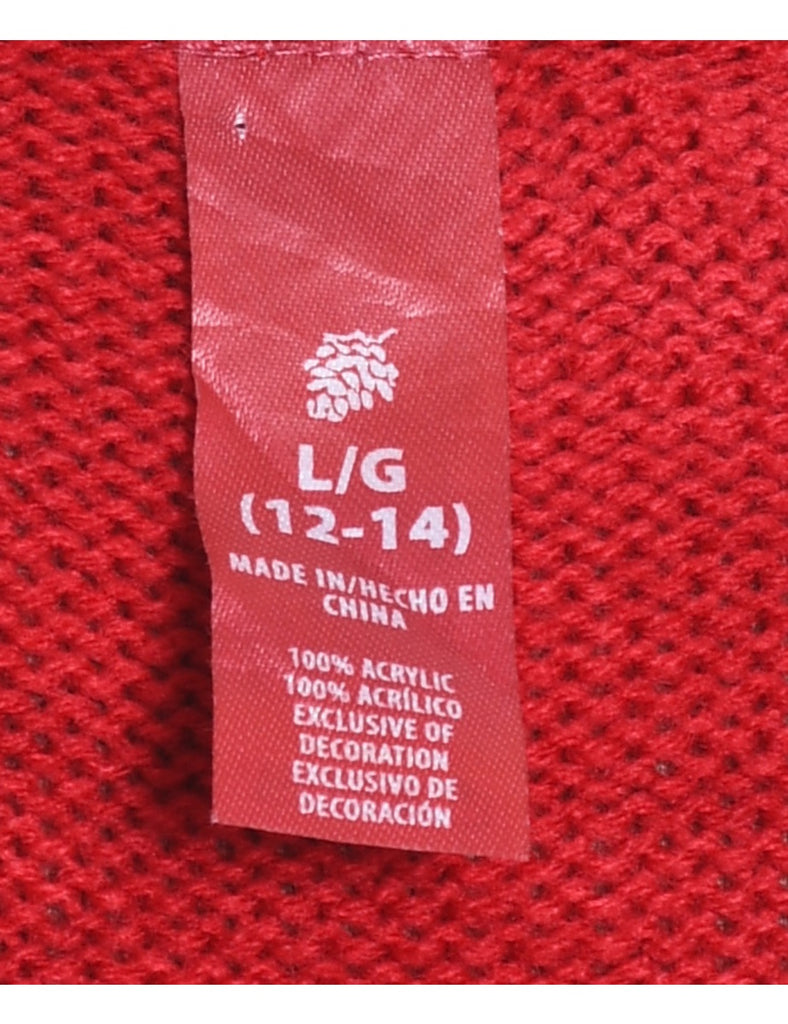 L/G
(12-14)
MADE IN/HECHO EN
CHINA
100% ACRYLIC
100% ACRÍLICO
EXCLUSIVE OF
DECORATION
EXCLUSIVO DE
DECORACIÓN